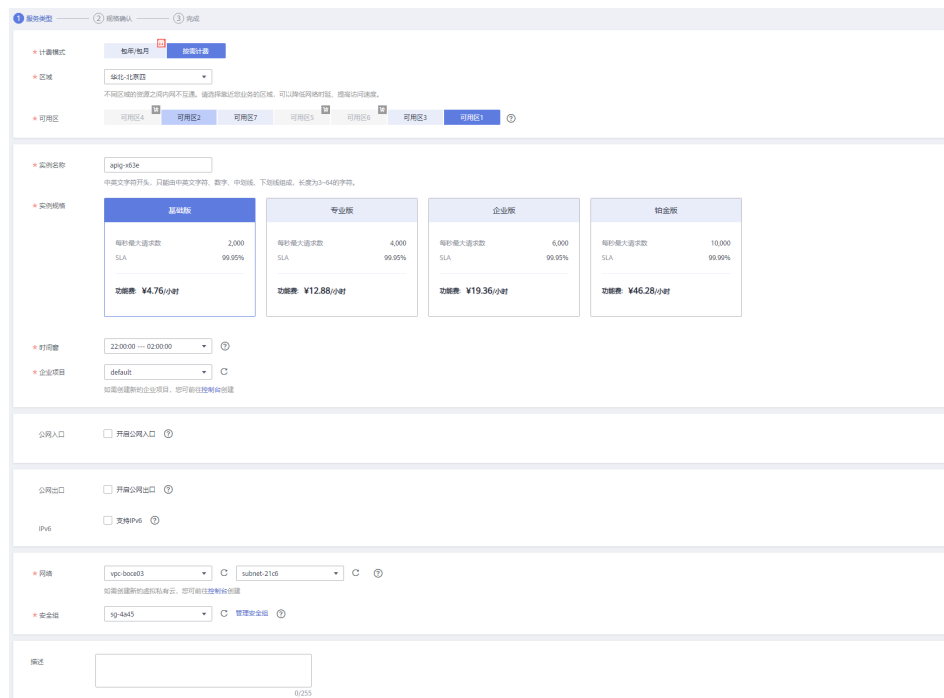 1 服务类型 2 规格确认 3 完成
* 计费模式 包年/包月 按需计费
* 区域 华北-北京四
不同区域的资源之间内网不互通。请选择靠近您业务的区域，可以降低网络时延，提高访问速度。
* 可用区 可用区4 可用区2 可用区7 可用区5 可用区6 可用区3 可用区1 ?
* 实例名称 apig-x63e
中英文字符开头，只能由中英文字符、数字、中划线、下划线组成，长度为3~64的字符。
* 实例规格 基础版 专业版 企业版 铂金版
每秒最大请求数 2,000 每秒最大请求数 4,000 每秒最大请求数 6,000 每秒最大请求数 10,000
SLA 99.95% SLA 99.95% SLA 99.95% SLA 99.99%
功能费: ¥4.76/小时 功能费: ¥12.88/小时 功能费: ¥19.36/小时 功能费: ¥46.28/小时
* 时间窗 22:00:00 --- 02:00:00 ?
* 企业项目 default
如需创建新的企业项目，您可前往控制台创建
公网入口 开启公网入口 ?
公网出口 开启公网出口 ?
IPv6 支持IPv6 ?
* 网络 vpc-boce03 subnet-21c6 ?
如需创建新的虚拟私有云，您可前往控制台创建
* 安全组 sg-4a45 管理安全组 ?
描述
0/255